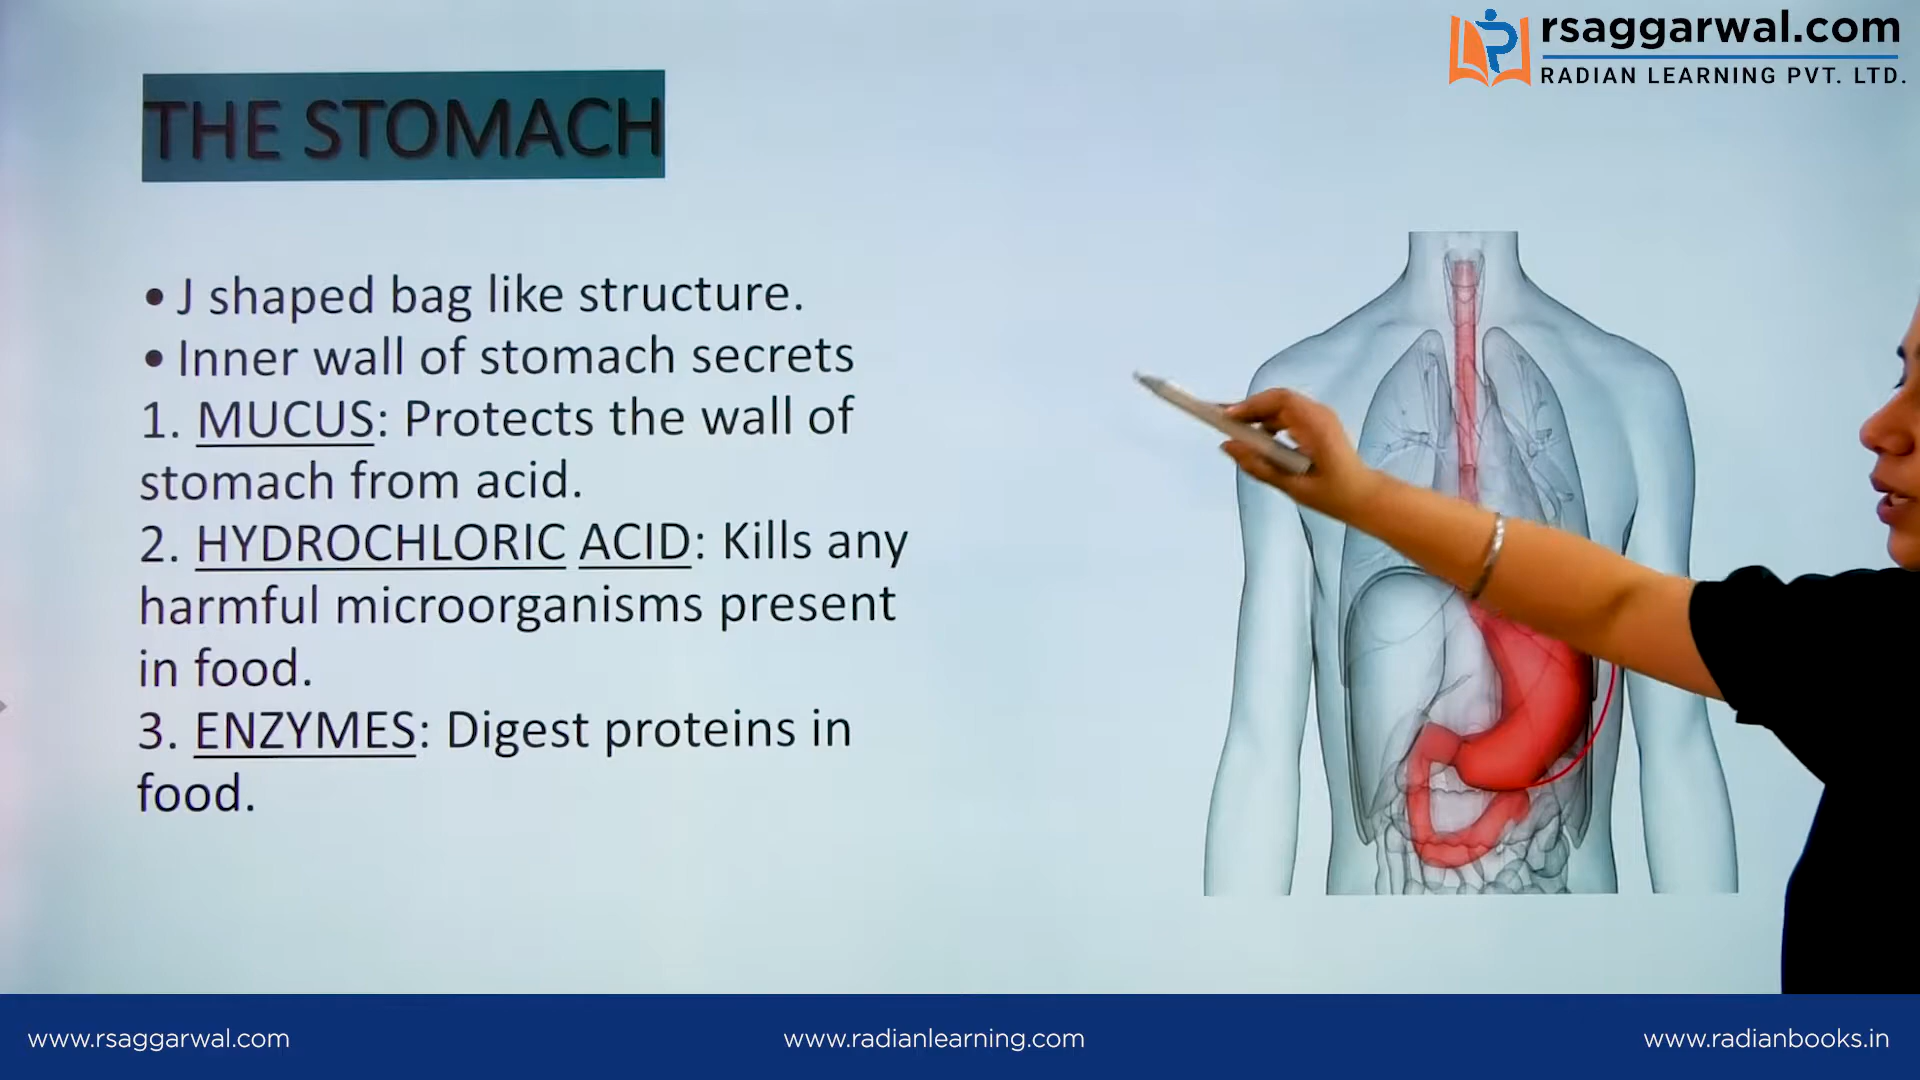 rsaggarwal.com
RADIAN LEARNING PVT. LTD.
THE STOMACH
• J shaped bag like structure.
• Inner wall of stomach secrets
1. MUCUS: Protects the wall of
stomach from acid.
2. HYDROCHLORIC ACID: Kills any
harmful microorganisms present
in food.
3. ENZYMES: Digest proteins in
food.
www.rsaggarwal.com
www.radianlearning.com
www.radianbooks.in